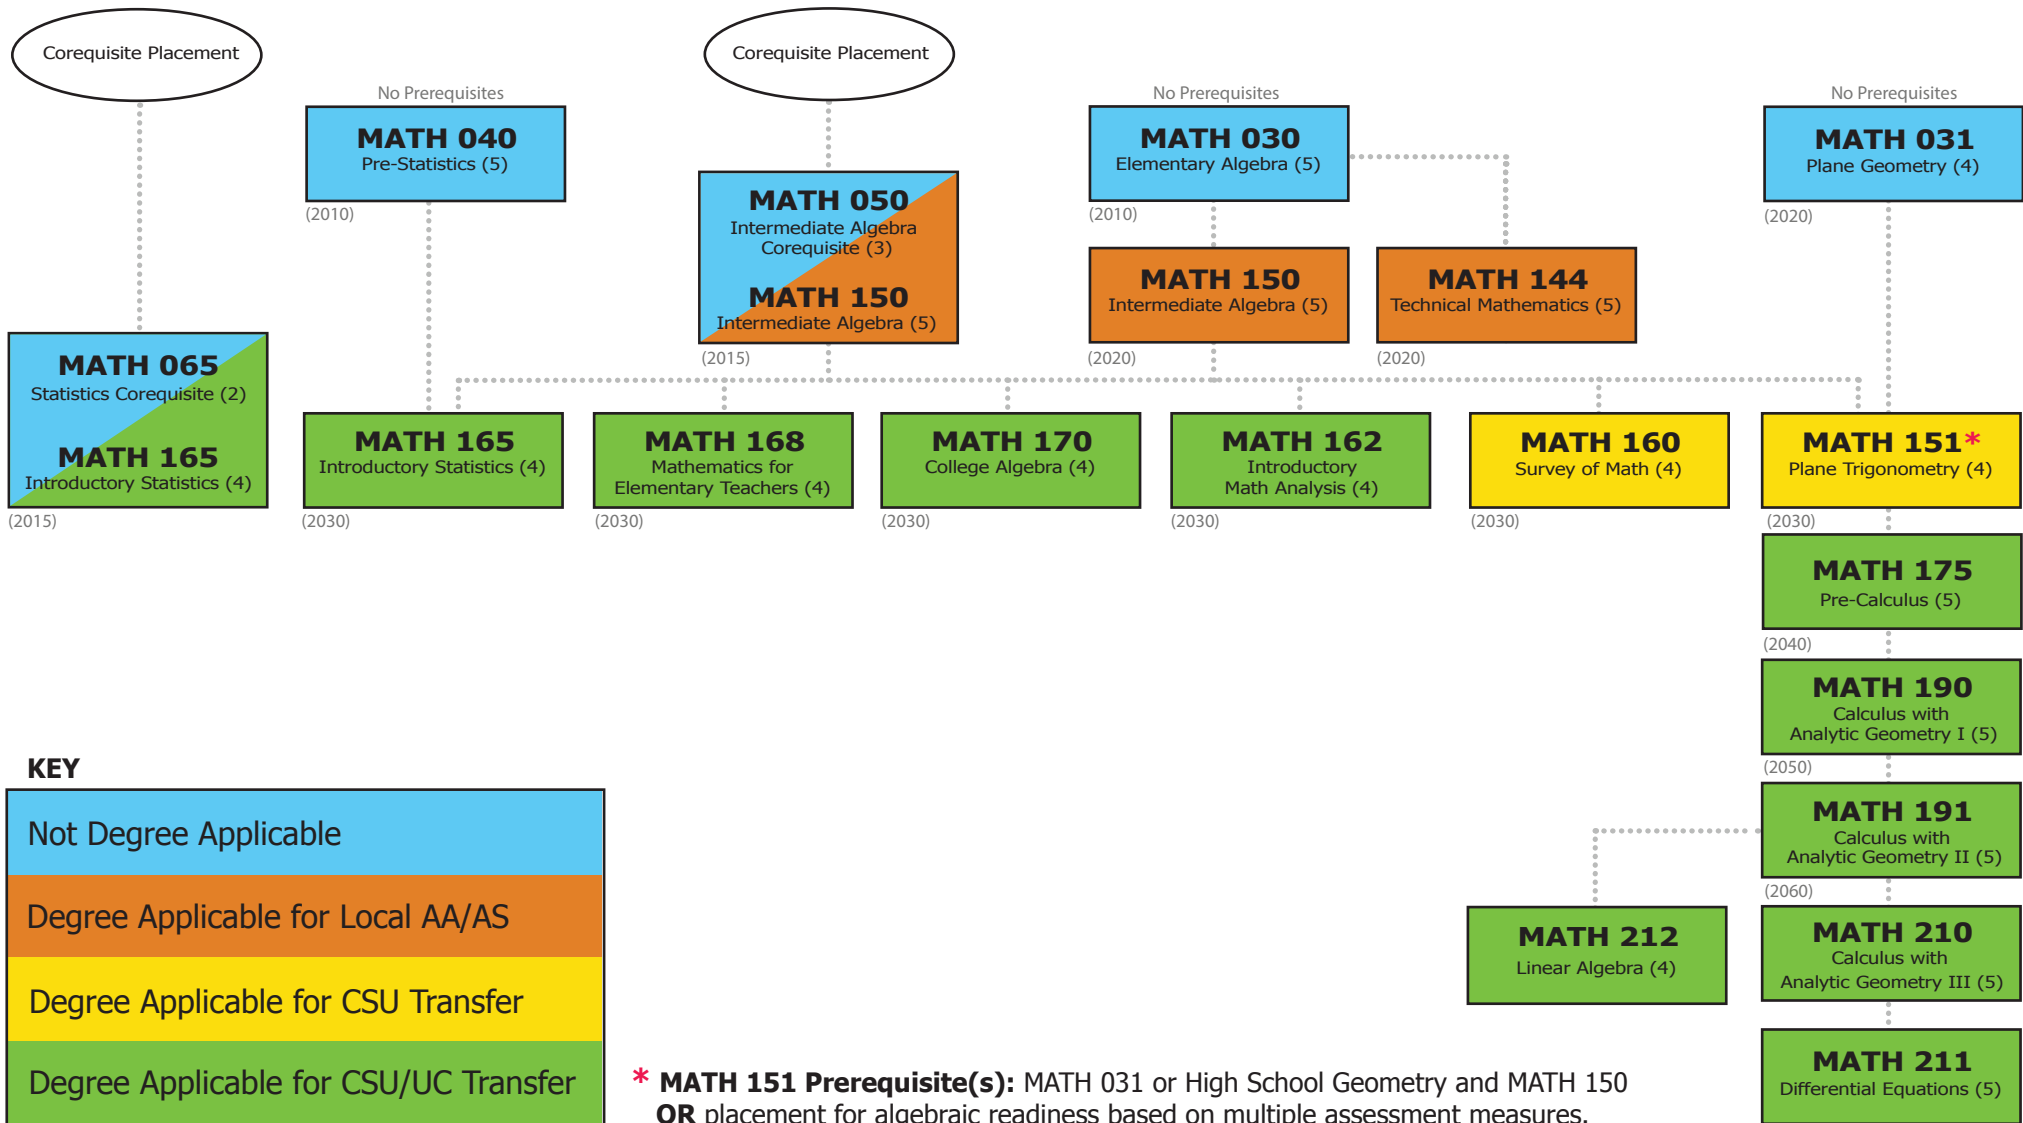 Corequisite Placement
Corequisite Placement
No Prerequisites
No Prerequisites
No Prerequisites
MATH 040
Pre-Statistics (5)
(2010)
MATH 030
Elementary Algebra (5)
(2010)
MATH 031
Plane Geometry (4)
(2020)
MATH 050
Intermediate Algebra
Corequisite (3)
MATH 150
Intermediate Algebra (5)
(2015)
MATH 150
Intermediate Algebra (5)
(2020)
MATH 144
Technical Mathematics (5)
(2020)
MATH 065
Statistics Corequisite (2)
MATH 165
Introductory Statistics (4)
(2015)
MATH 165
Introductory Statistics (4)
(2030)
MATH 168
Mathematics for
Elementary Teachers (4)
(2030)
MATH 170
College Algebra (4)
(2030)
MATH 162
Introductory
Math Analysis (4)
(2030)
MATH 160
Survey of Math (4)
(2030)
MATH 151*
Plane Trigonometry (4)
(2030)
MATH 175
Pre-Calculus (5)
(2040)
MATH 190
Calculus with
Analytic Geometry I (5)
(2050)
MATH 191
Calculus with
Analytic Geometry II (5)
(2060)
MATH 212
Linear Algebra (4)
MATH 210
Calculus with
Analytic Geometry III (5)
MATH 211
Differential Equations (5)
KEY
Not Degree Applicable
Degree Applicable for Local AA/AS
Degree Applicable for CSU Transfer
Degree Applicable for CSU/UC Transfer
* MATH 151 Prerequisite(s): MATH 031 or High School Geometry and MATH 150
OR placement for algebraic readiness based on multiple assessment measures.